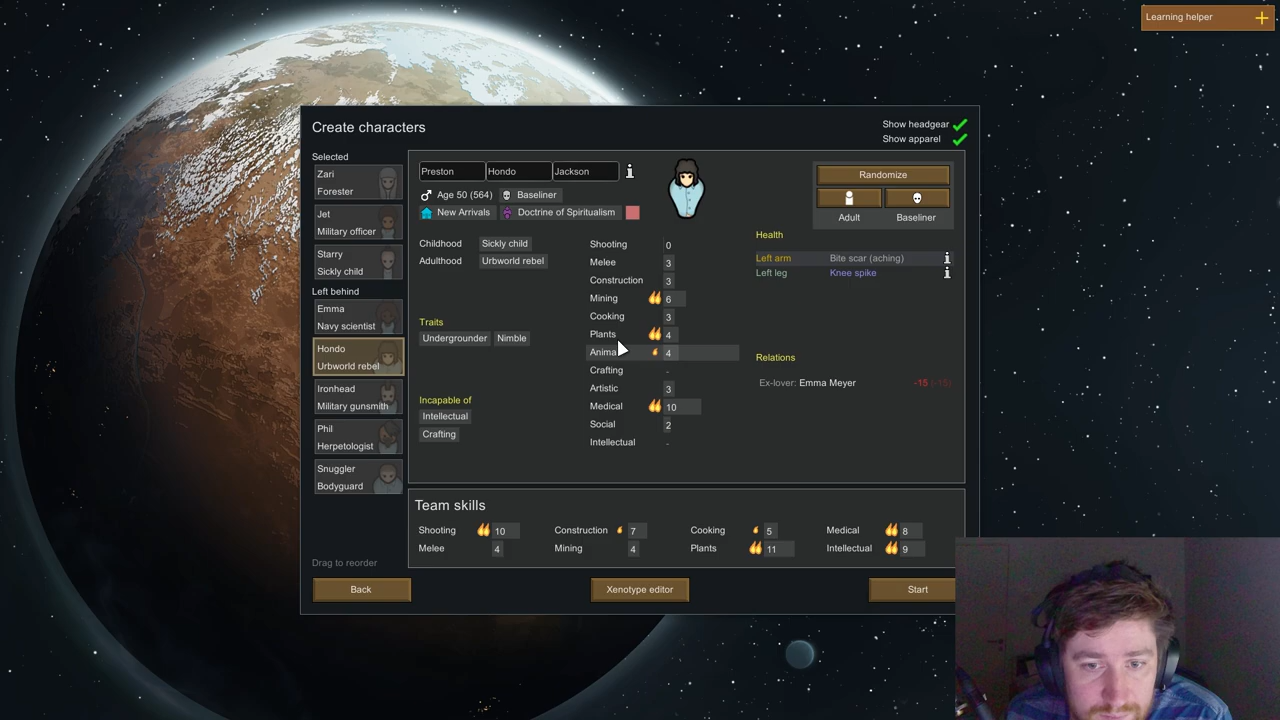 Learning helper
Create characters
Show headgear
Show apparel
Selected
Zari
Forester
Jet
Military officer
Starry
Sickly child
Left behind
Emma
Navy scientist
Hondo
Urbworld rebel
Ironhead
Military gunsmith
Phil
Herpetologist
Snuggler
Bodyguard
Drag to reorder
Preston Hondo Jackson
Age 50 (564) Baseliner
New Arrivals Doctrine of Spiritualism
Childhood Sickly child
Adulthood Urbworld rebel
Traits
Undergrounder Nimble
Incapable of
Intellectual
Crafting
Shooting 0
Melee 3
Construction 3
Mining 6
Cooking 3
Plants 4
Anima 4
Crafting -
Artistic 3
Medical 10
Social 2
Intellectual -
Randomize
Adult Baseliner
Health
Left arm Bite scar (aching)
Left leg Knee spike
Relations
Ex-lover: Emma Meyer -15
Team skills
Shooting 10 Construction 7 Cooking 5 Medical 8
Melee 4 Mining 4 Plants 11 Intellectual 9
Back Xenotype editor Start